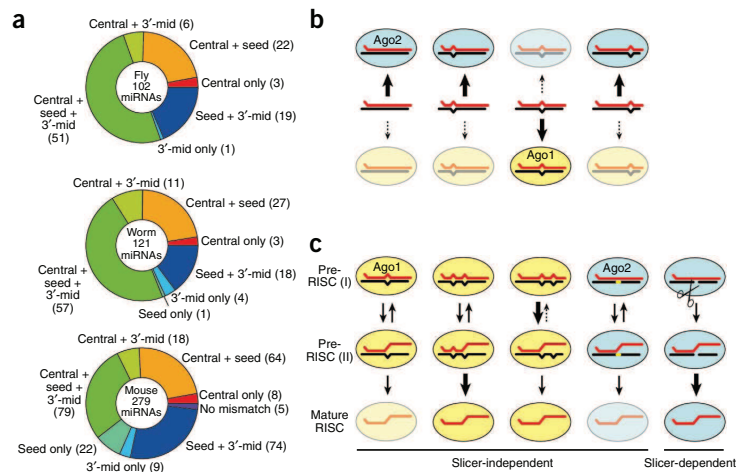 a
Central + 3′-mid (6)
Central + seed (22)
Fly
102
miRNAs
Central only (3)
Central +
seed +
3′-mid
(51)
Seed + 3′-mid (19)
3′-mid only (1)
Central + 3′-mid (11)
Central + seed (27)
Worm
121
miRNAs
Central only (3)
Seed + 3′-mid (18)
Central +
seed +
3′-mid
(57)
3′-mid only (4)
Seed only (1)
Central + 3′-mid (18)
Central + seed (64)
Central +
seed +
3′-mid
(79)
Mouse
279
miRNAs
Central only (8)
No mismatch (5)
Seed only (22)
Seed + 3′-mid (74)
3′-mid only (9)
b
Ago2
Ago1
c
Pre-
RISC (I)
Ago1
Ago2
Pre-
RISC (II)
Mature
RISC
Slicer-independent
Slicer-dependent